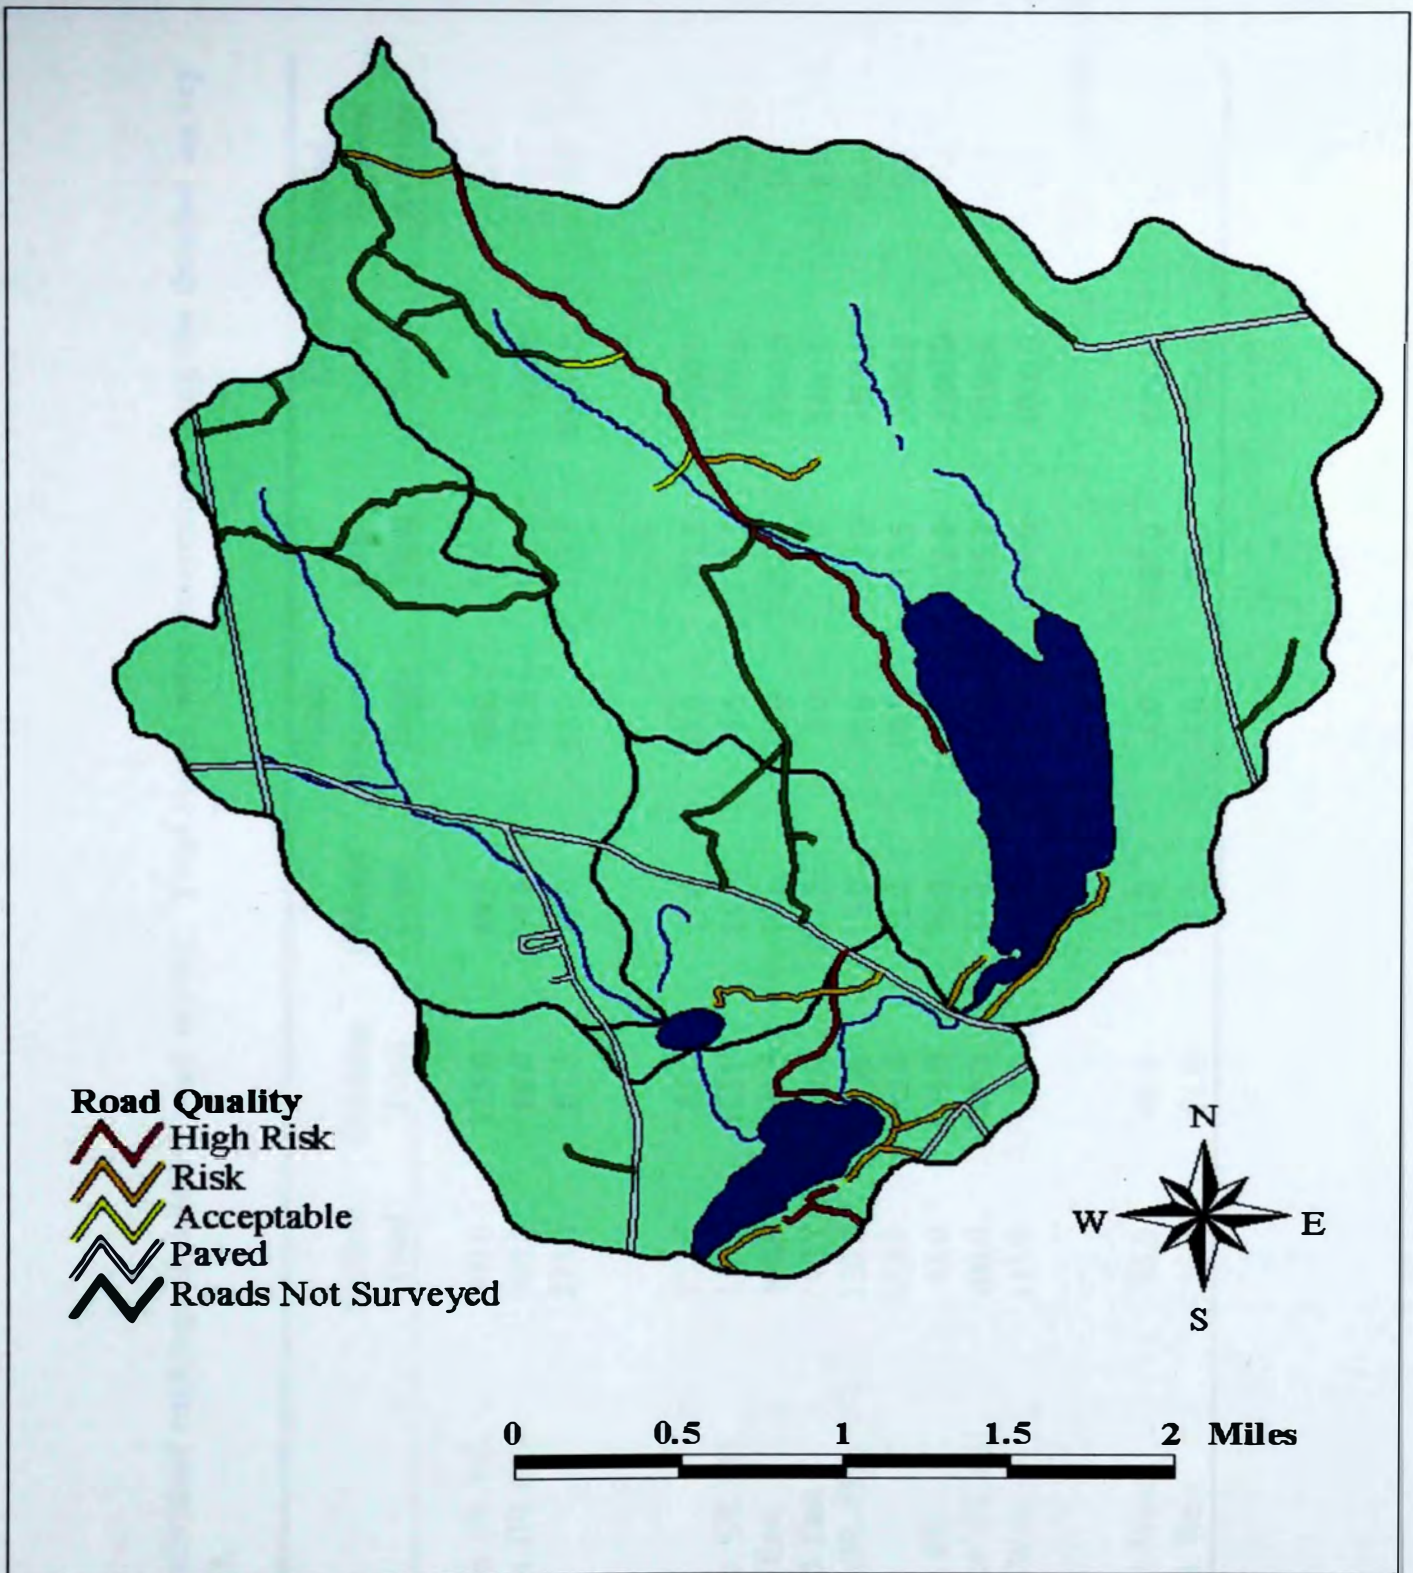 Road Quality
High Risk
Risk
Acceptable
Paved
Roads Not Surveyed
N
W E
S
0 0.5 1 1.5 2 Miles